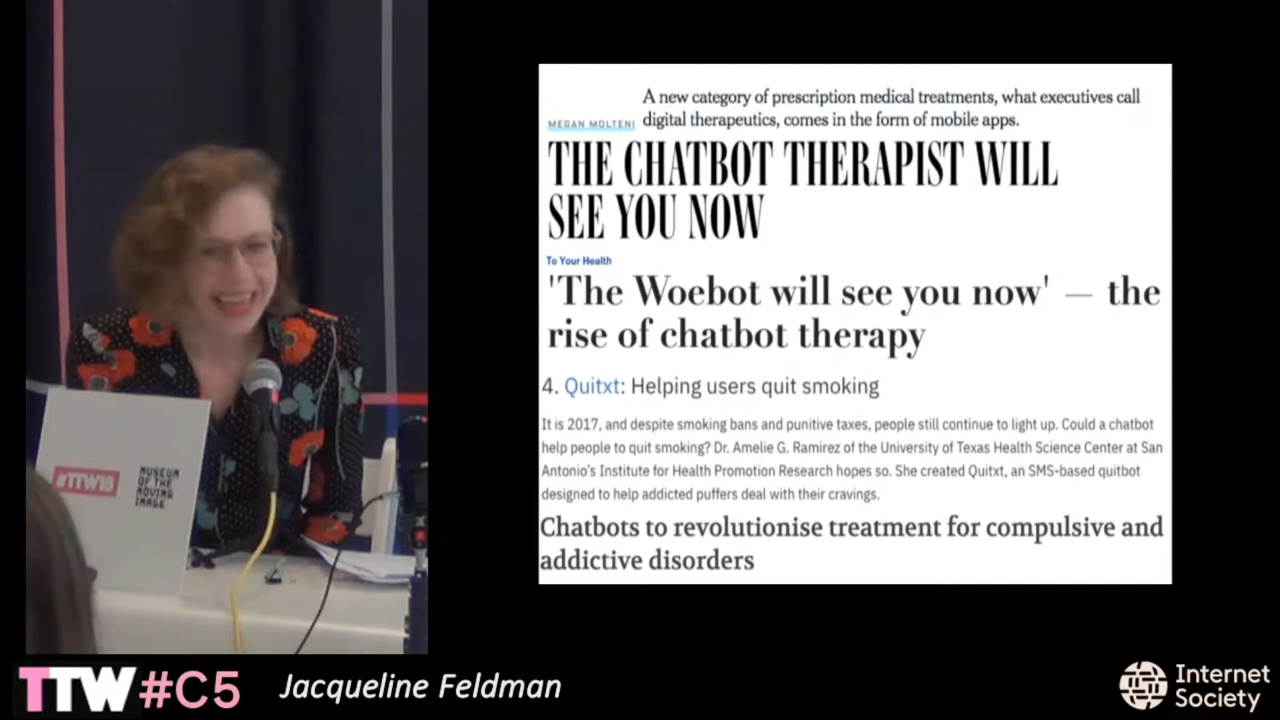 A new category of prescription medical treatments, what executives call
MEGAN MOLTENI digital therapeutics, comes in the form of mobile apps.
THE CHATBOT THERAPIST WILL
SEE YOU NOW
To Your Health
'The Woebot will see you now' — the
rise of chatbot therapy
4. Quitxt: Helping users quit smoking
It is 2017, and despite smoking bans and punitive taxes, people still continue to light up. Could a chatbot
help people to quit smoking? Dr. Amelie G. Ramirez of the University of Texas Health Science Center at San
Antonio's Institute for Health Promotion Research hopes so. She created Quitxt, an SMS-based quitbot
designed to help addicted puffers deal with their cravings.
Chatbots to revolutionise treatment for compulsive and
addictive disorders
#TTW18
MUSEUM
OF THE
MOVING
IMAGE
TTW#C5
Jacqueline Feldman
Internet
Society